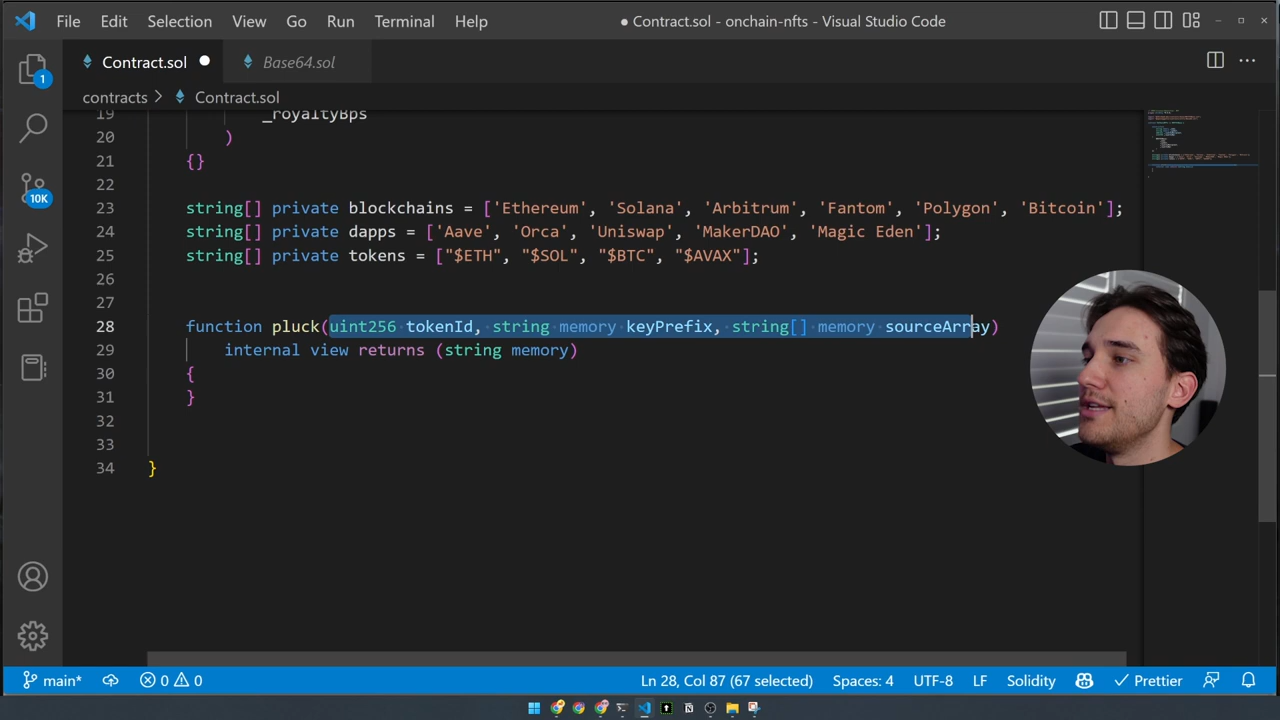 File Edit Selection View Go Run Terminal Help ● Contract.sol - onchain-nfts - Visual Studio Code
Contract.sol Base64.sol
contracts > Contract.sol
19 _royaltyBps
20 )
21 {}
22
23 string[] private blockchains = ['Ethereum', 'Solana', 'Arbitrum', 'Fantom', 'Polygon', 'Bitcoin'];
24 string[] private dapps = ['Aave', 'Orca', 'Uniswap', 'MakerDAO', 'Magic Eden'];
25 string[] private tokens = ["$ETH", "$SOL", "$BTC", "$AVAX"];
26
27
28 function pluck(uint256 tokenId, string memory keyPrefix, string[] memory sourceArray)
29 internal view returns (string memory)
30 {
31 }
32
33
34 }
1
10K
main* 0 0 Ln 28, Col 87 (67 selected) Spaces: 4 UTF-8 LF Solidity Prettier